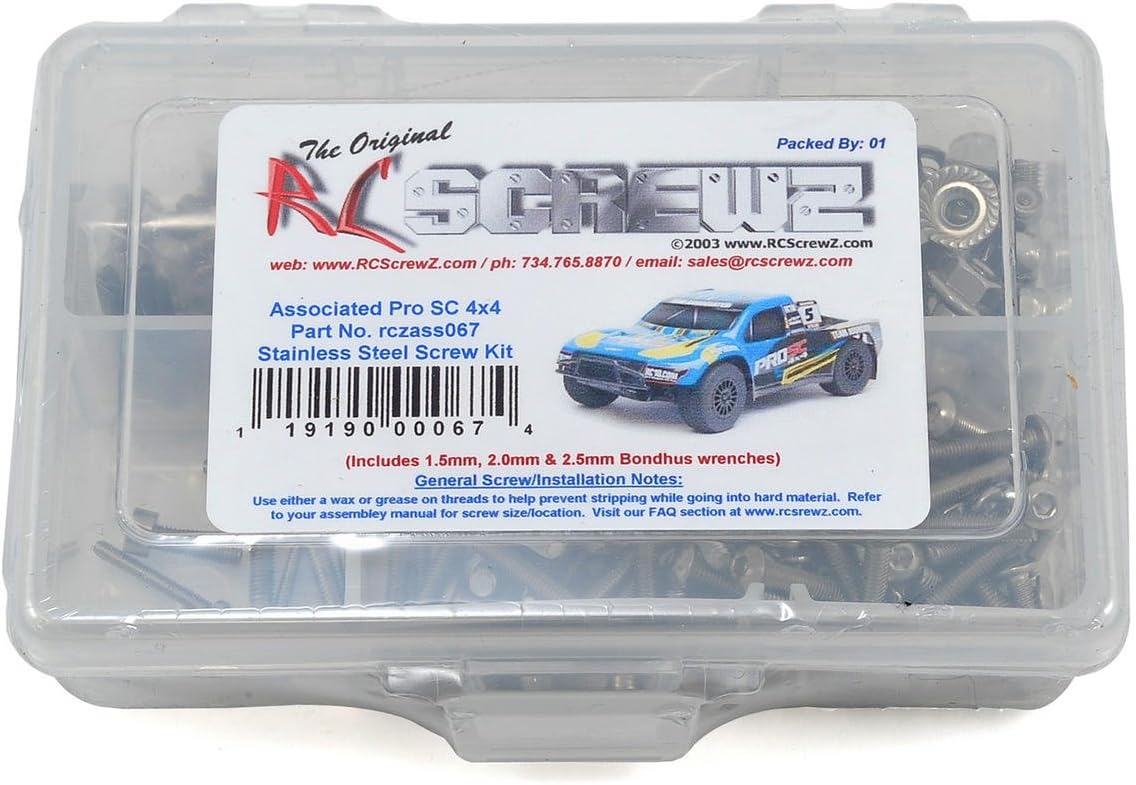 The Original
RC SCREWZ
Packed By: 01
©2003 www.RCScrewZ.com
web: www.RCScrewZ.com / ph: 734.765.8870 / email: sales@rcscrewz.com
Associated Pro SC 4x4
Part No. rczass067
Stainless Steel Screw Kit
1 19190 00067 4
5
PRO SC
4x4
(Includes 1.5mm, 2.0mm & 2.5mm Bondhus wrenches)
General Screw/Installation Notes:
Use either a wax or grease on threads to help prevent stripping while going into hard material. Refer
to your assembley manual for screw size/location. Visit our FAQ section at www.rcsrewz.com.